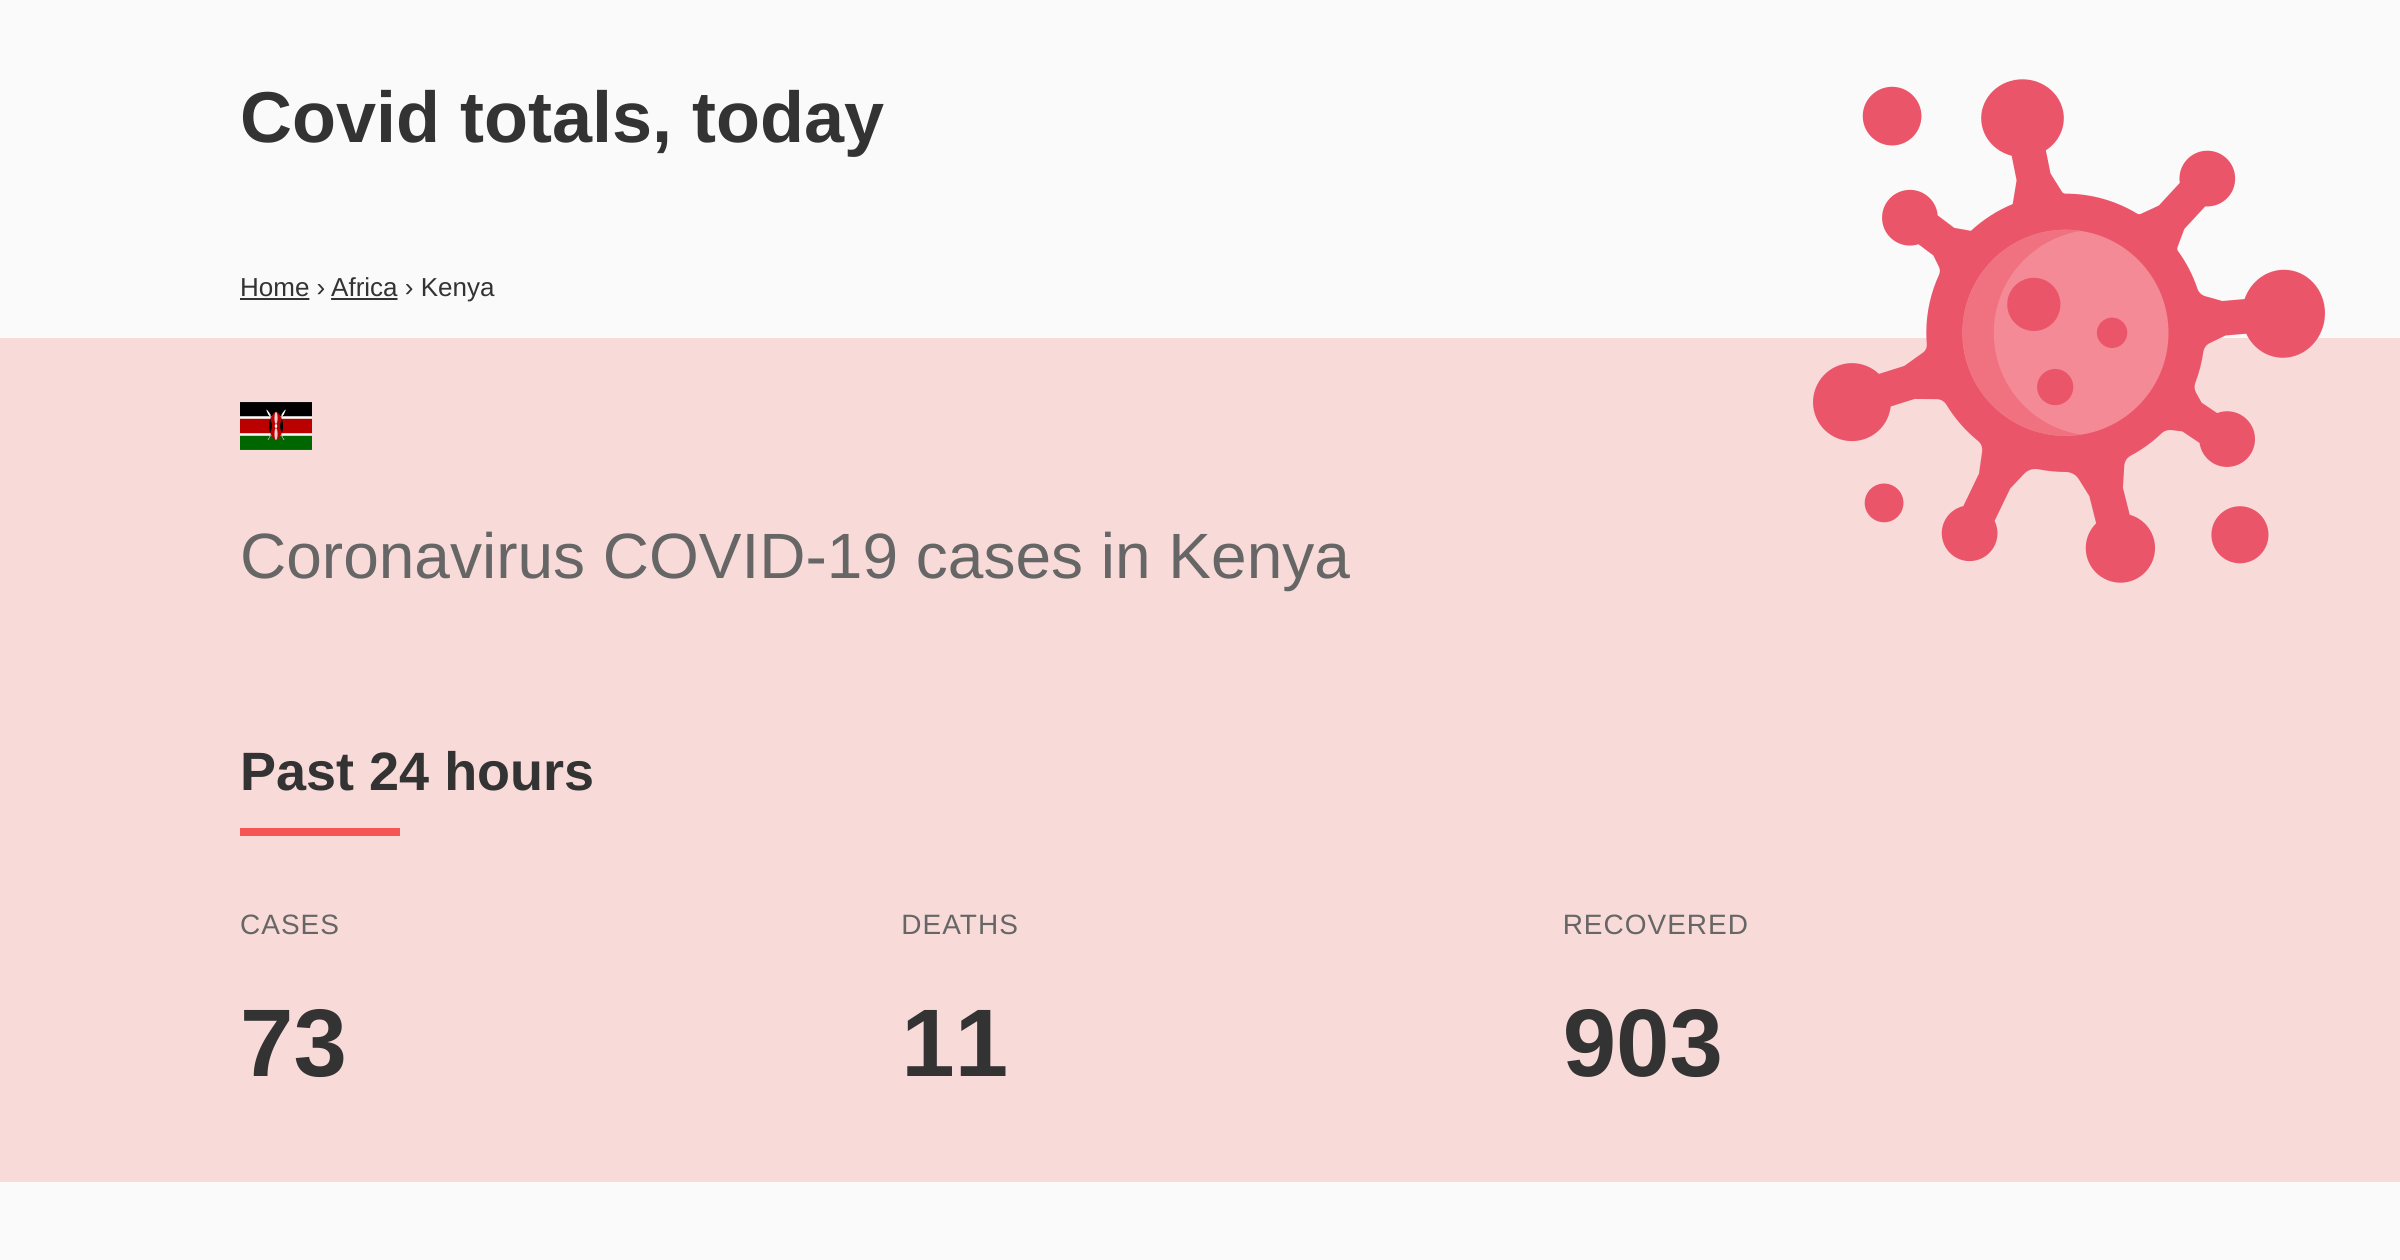 Covid totals, today
Home › Africa › Kenya
Coronavirus COVID-19 cases in Kenya
Past 24 hours
CASES
DEATHS
RECOVERED
73
11
903